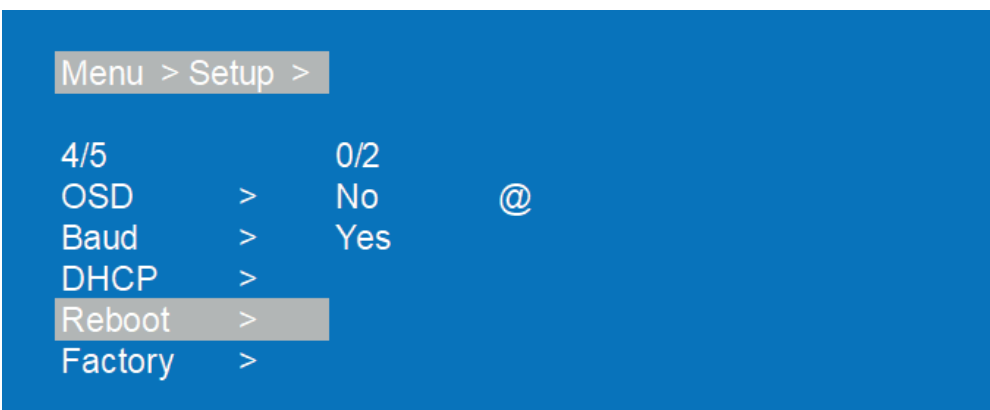 Menu > Setup >
4/5 0/2
OSD > No @
Baud > Yes
DHCP >
Reboot >
Factory >